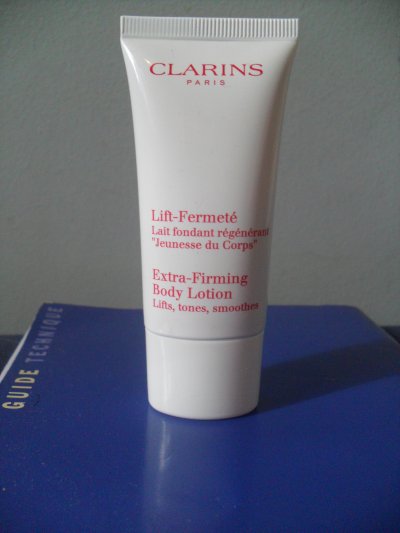 CLARINS
PARIS
Lift-Fermeté
Lait fondant régénérant
"Jeunesse du Corps"
Extra-Firming
Body Lotion
Lifts, tones, smoothes
GUIDE TECHNIQUE